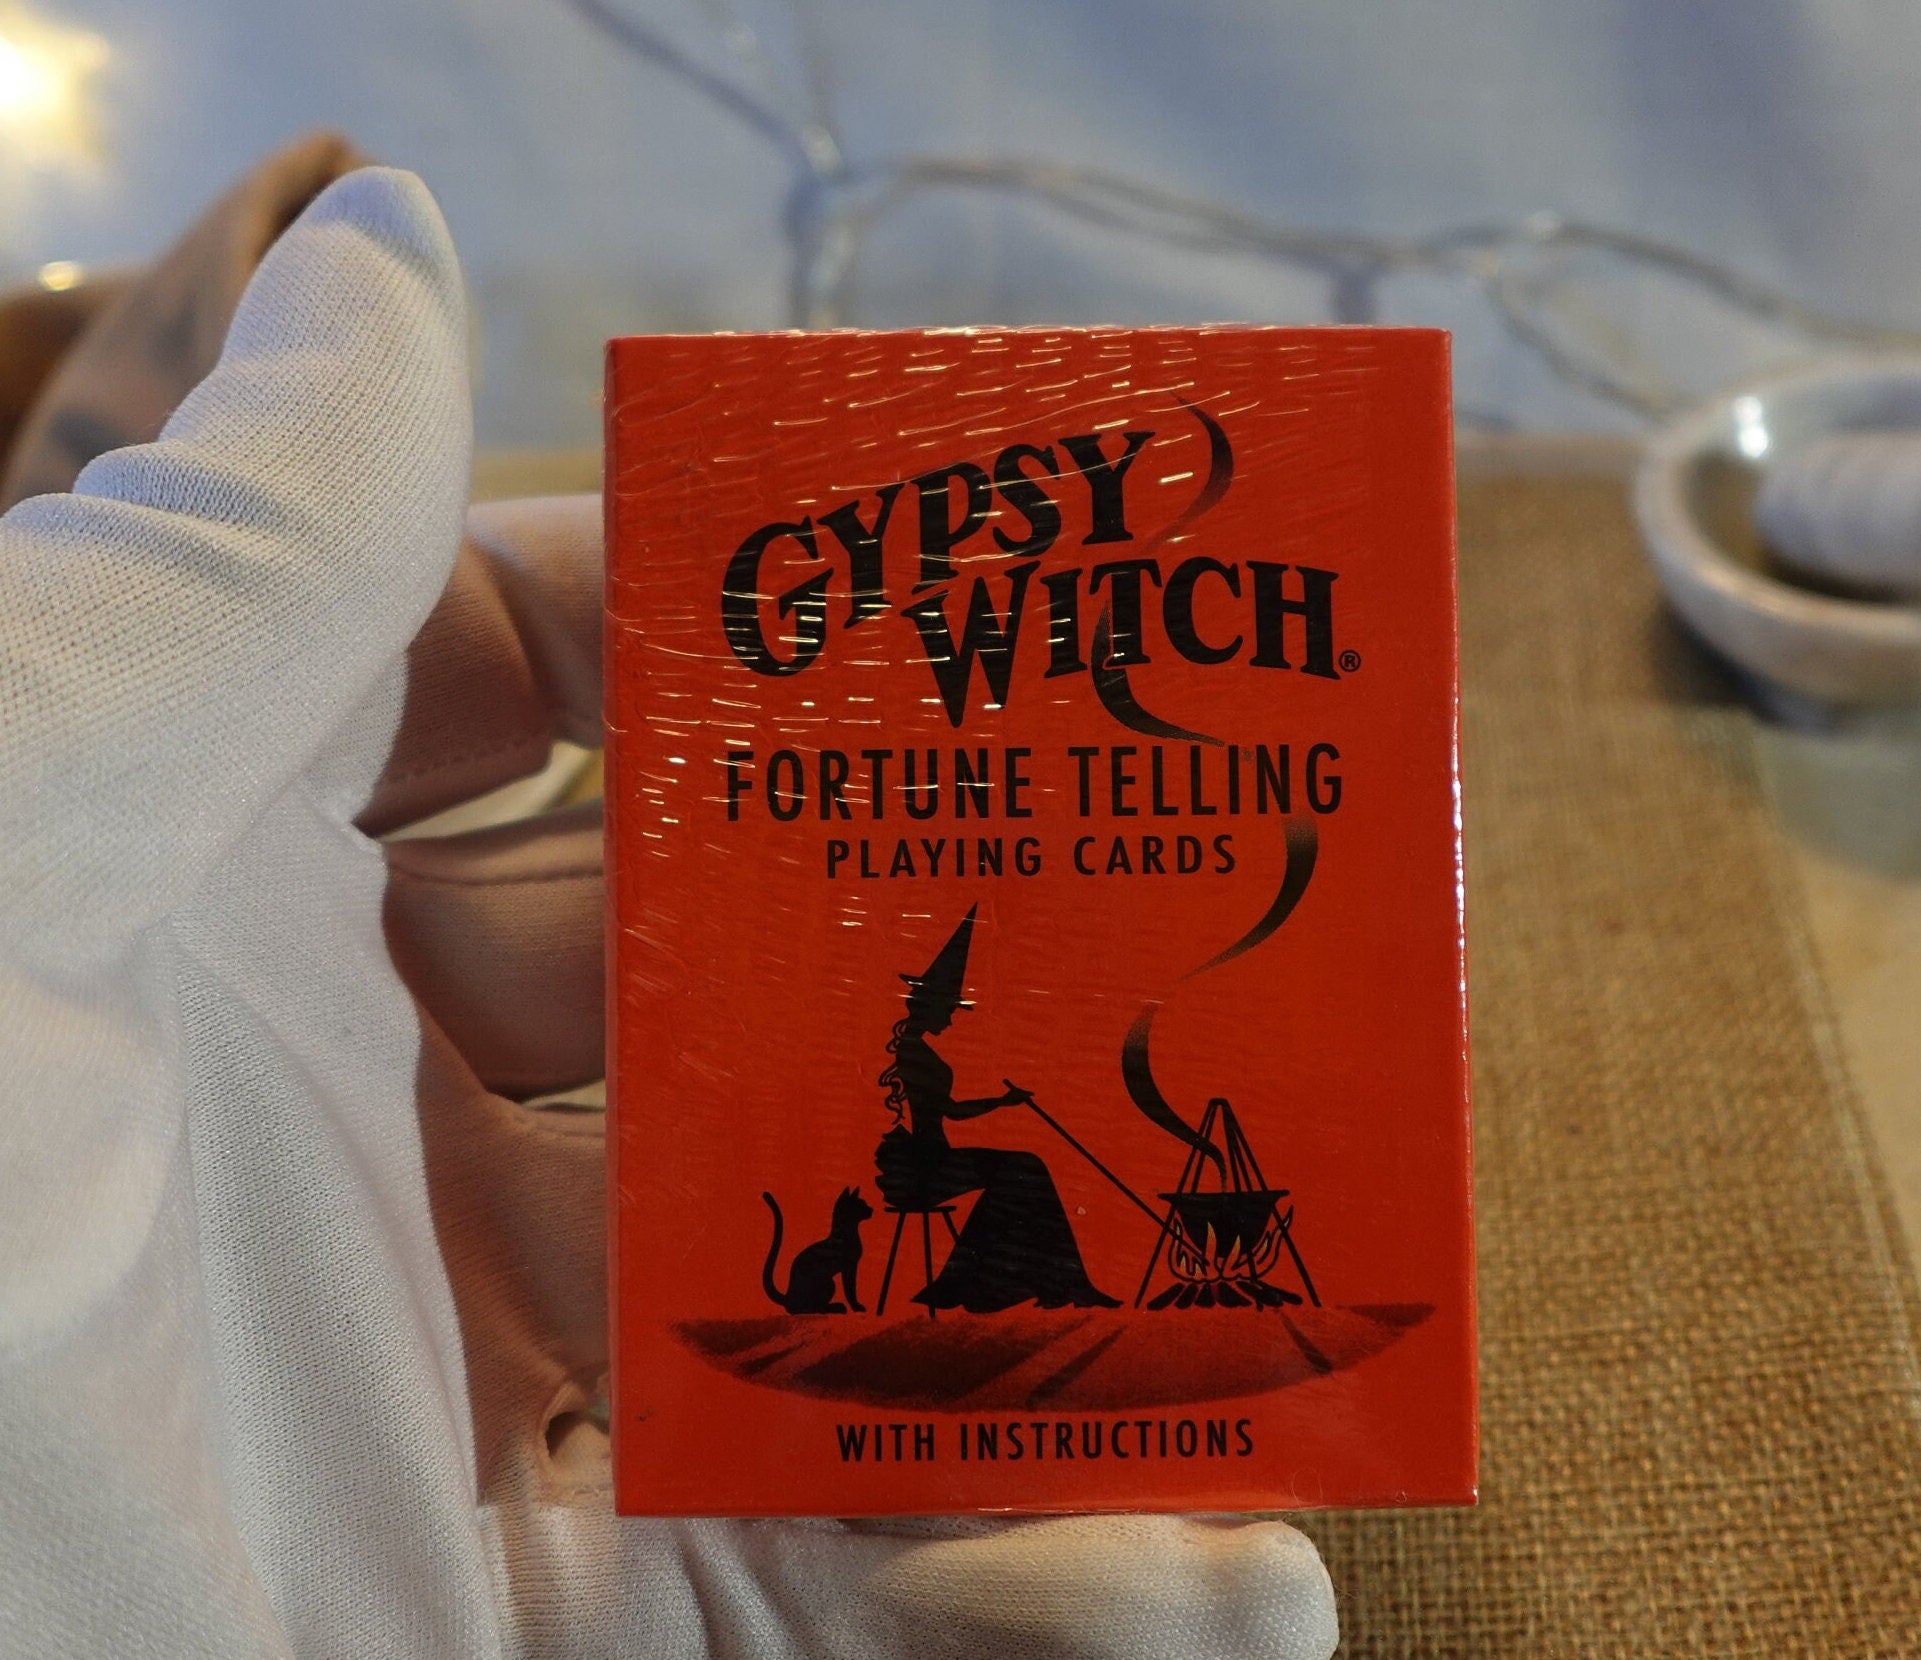 GYPSY
WITCH®
FORTUNE TELLING
PLAYING CARDS
WITH INSTRUCTIONS